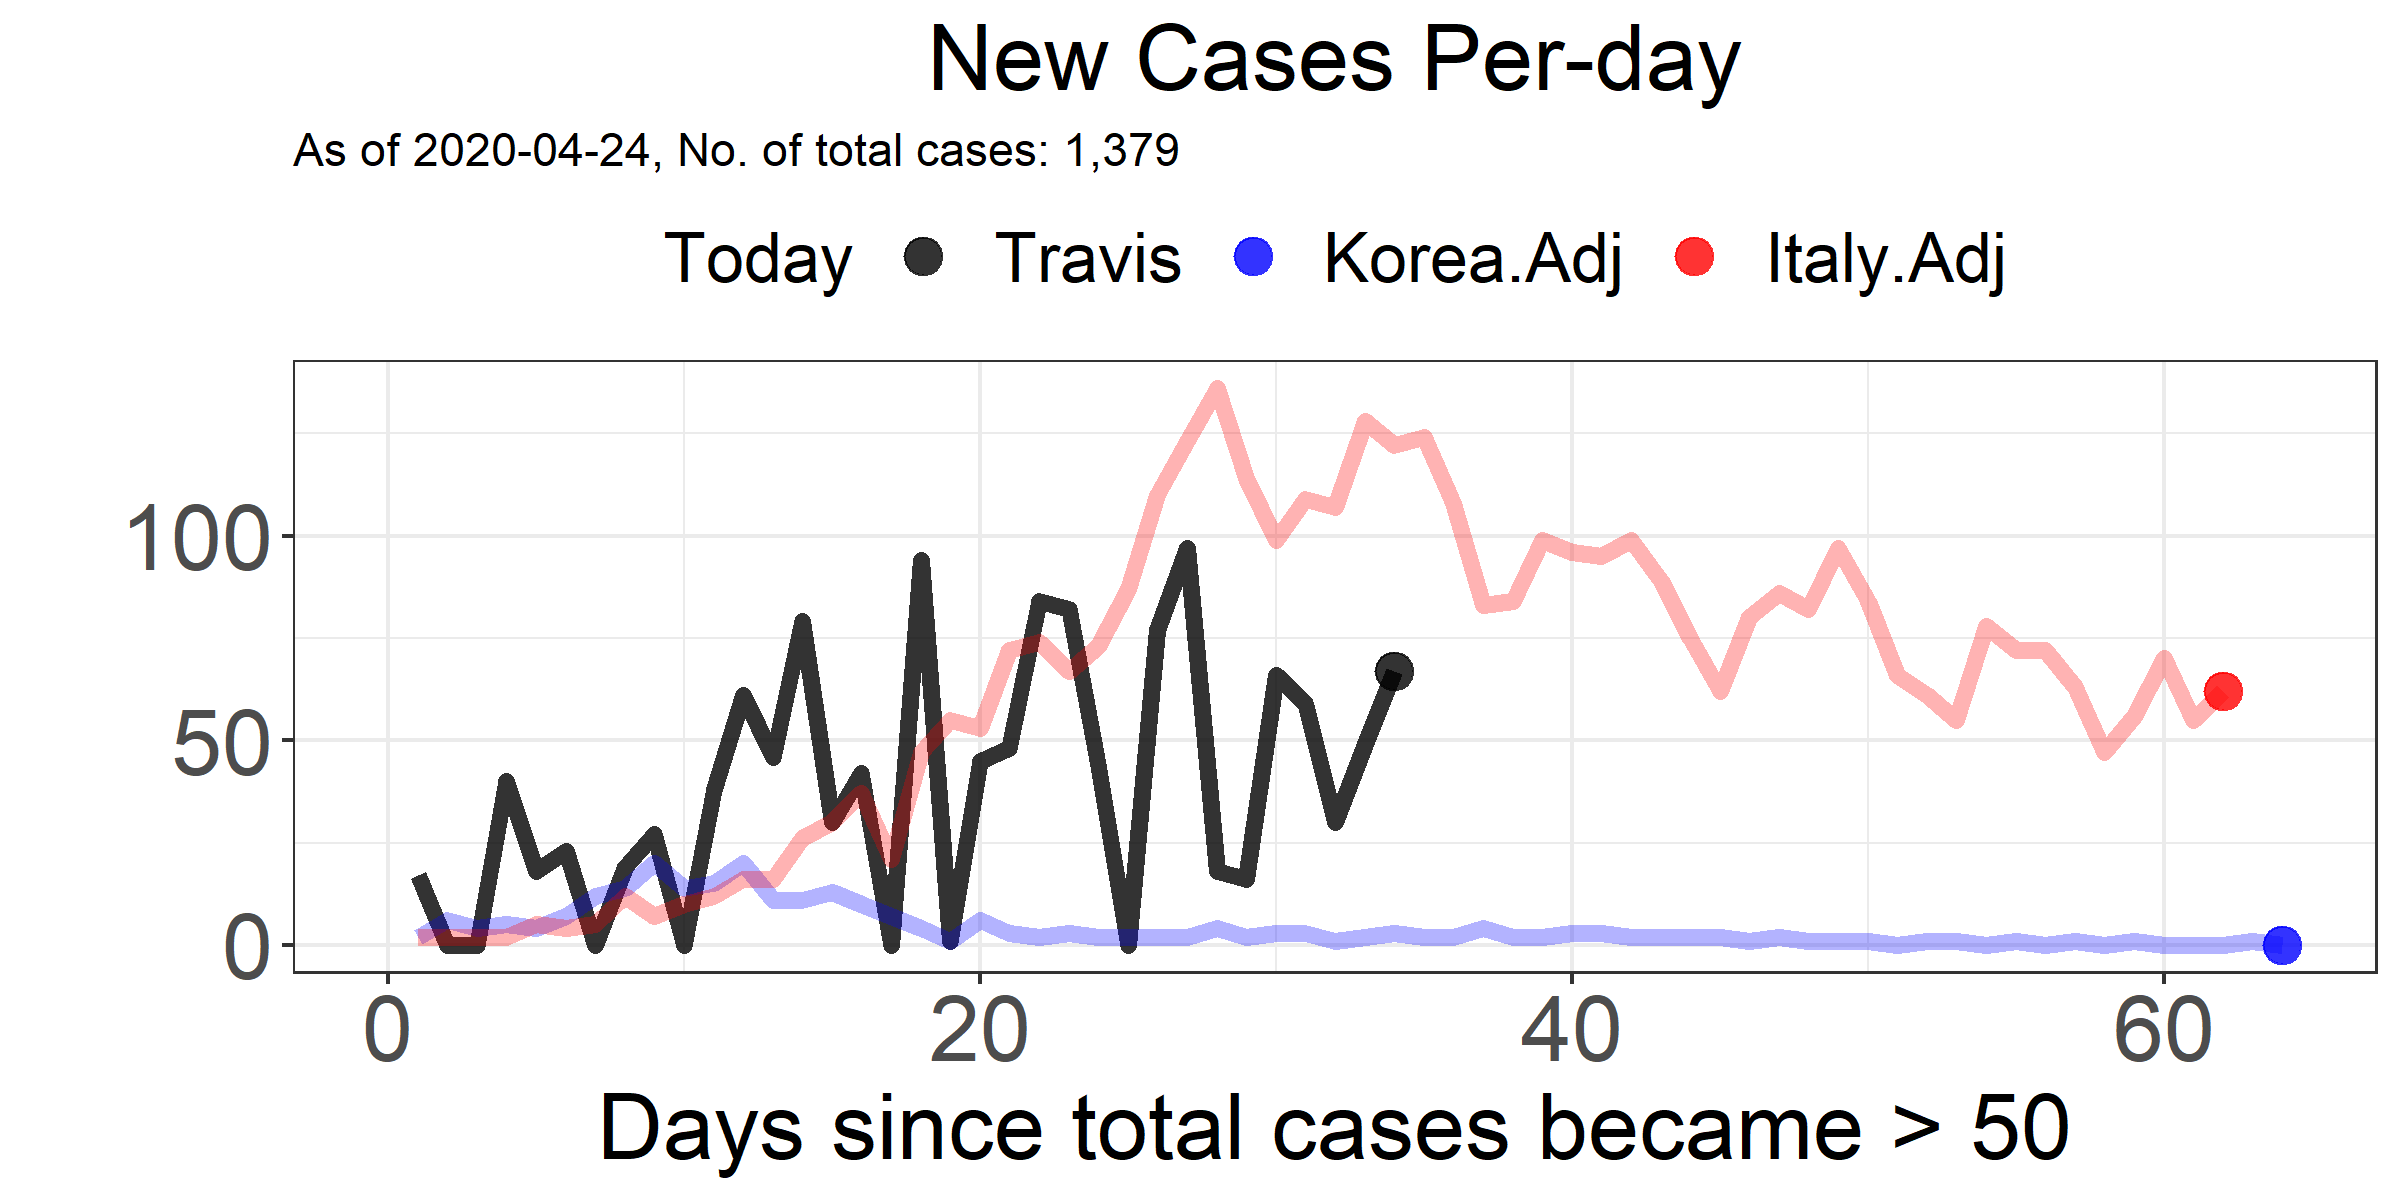 New Cases Per-day
As of 2020-04-24, No. of total cases: 1,379
Today Travis Korea.Adj Italy.Adj
100
50
0
0 20 40 60
Days since total cases became > 50